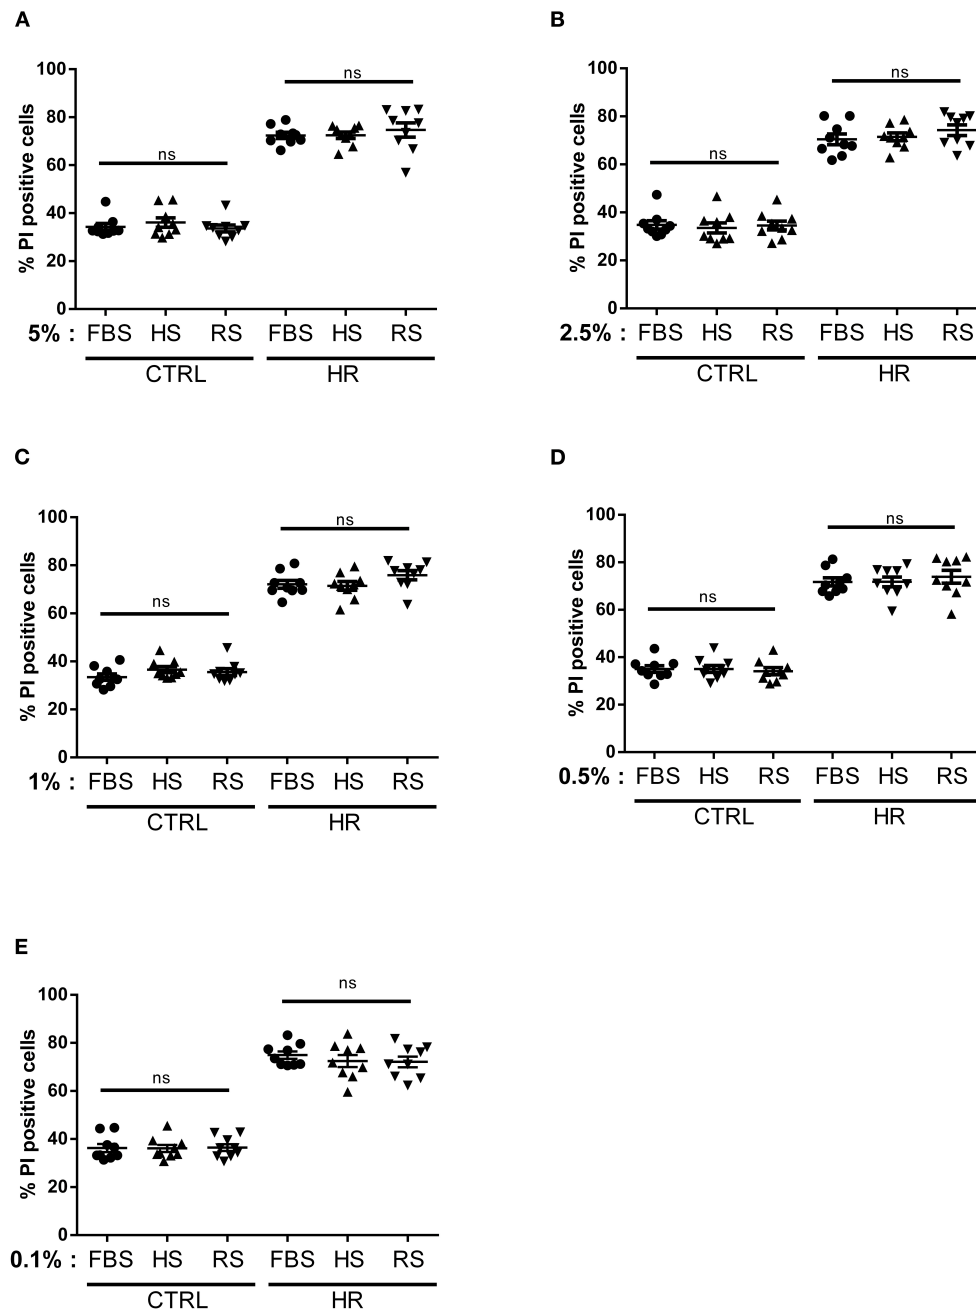 A
B
ns
ns
100
80
60
40
20
0
% PI positive cells
ns
100
80
60
40
20
0
% PI positive cells
ns
5% : FBS HS RS FBS HS RS
CTRL HR
2.5% : FBS HS RS FBS HS RS
CTRL HR
C
D
ns
ns
100
80
60
40
20
0
% PI positive cells
ns
100
80
60
40
20
0
% PI positive cells
ns
1% : FBS HS RS FBS HS RS
CTRL HR
0.5% : FBS HS RS FBS HS RS
CTRL HR
E
ns
100
80
60
40
20
0
% PI positive cells
ns
0.1% : FBS HS RS FBS HS RS
CTRL HR